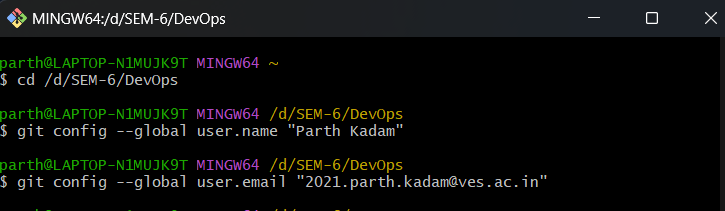 MINGW64:/d/SEM-6/DevOps
parth@LAPTOP-N1MUJK9T MINGW64 ~
$ cd /d/SEM-6/DevOps
parth@LAPTOP-N1MUJK9T MINGW64 /d/SEM-6/DevOps
$ git config --global user.name "Parth Kadam"
parth@LAPTOP-N1MUJK9T MINGW64 /d/SEM-6/DevOps
$ git config --global user.email "2021.parth.kadam@ves.ac.in"